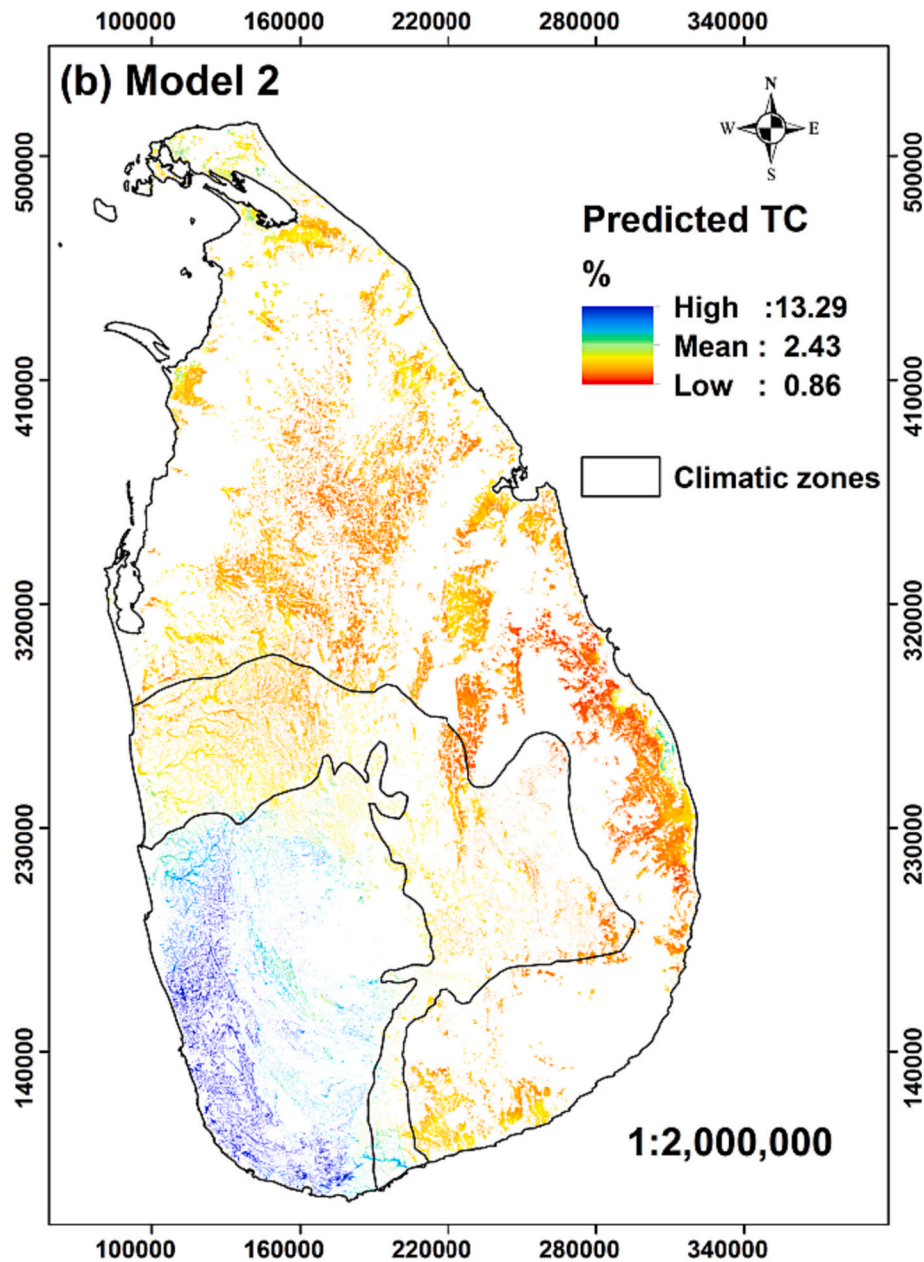 100000 160000 220000 280000 340000
(b) Model 2
N
W E
S
500000 500000
Predicted TC
%
High :13.29
Mean : 2.43
Low : 0.86
410000 410000
Climatic zones
320000 320000
230000 230000
140000 140000
1:2,000,000
100000 160000 220000 280000 340000